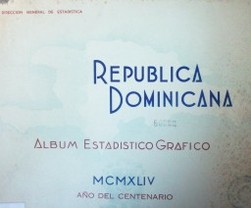 DIRECCION GENERAL DE ESTADISTICA
REPUBLICA
DOMINICANA
ALBUM ESTADISTICO GRAFICO
MCMXLIV
AÑO DEL CENTENARIO